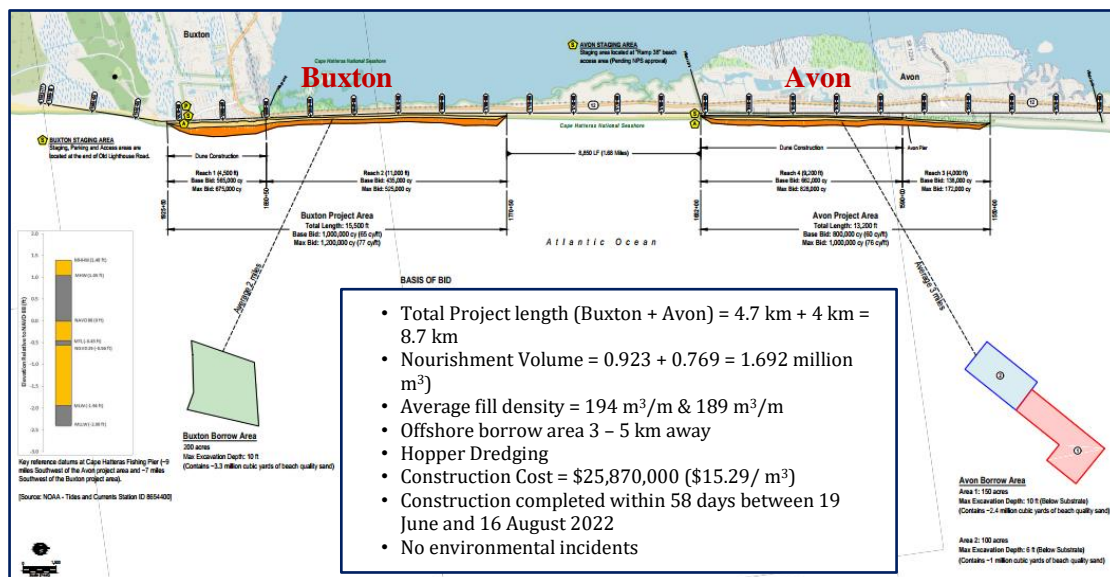 Buxton
Cape Hatteras National Seashore
Buxton
AVON STAGING AREA
Staging area located at "Ramp 38" beach
access area (Pending NPS approval)
Avon
Avon
12
12
BUXTON STAGING AREA
Staging, Parking and Access areas are
located at the end of Old Lighthouse Road.
Cape Hatteras National Seashore
Avon Pier
Dune Construction
8,850 LF (1.68 Miles)
Dune Construction
Reach 1 (4,500 ft)
Base Bid: 565,000 cy
Max Bid: 675,000 cy
Reach 2 (11,000 ft)
Base Bid: 435,000 cy
Max Bid: 525,000 cy
Reach 4 (9,200 ft)
Base Bid: 662,000 cy
Max Bid: 828,000 cy
Reach 3 (4,000 ft)
Base Bid: 138,000 cy
Max Bid: 172,000 cy
Buxton Project Area
Total Length: 15,500 ft
Base Bid: 1,000,000 cy (65 cy/ft)
Max Bid: 1,200,000 cy (77 cy/ft)
Avon Project Area
Total Length: 13,200 ft
Base Bid: 800,000 cy (60 cy/ft)
Max Bid: 1,000,000 cy (76 cy/ft)
Atlantic Ocean
Average 2 miles
Average 3 miles
BASIS OF BID
Elevation Relative to NAVD 88 (ft)
Key reference datums at Cape Hatteras Fishing Pier (~9
miles Southwest of the Avon project area and ~7 miles
Southwest of the Buxton project area).
[Source: NOAA - Tides and Currents Station ID 8654400]
Buxton Borrow Area
200 acres
Max Excavation Depth: 10 ft
(Contains ~3.3 million cubic yards of beach quality sand)
• Total Project length (Buxton + Avon) = 4.7 km + 4 km =
8.7 km
• Nourishment Volume = 0.923 + 0.769 = 1.692 million
m³)
• Average fill density = 194 m³/m & 189 m³/m
• Offshore borrow area 3 – 5 km away
• Hopper Dredging
• Construction Cost = $25,870,000 ($15.29/ m³)
• Construction completed within 58 days between 19
June and 16 August 2022
• No environmental incidents
2
1
Avon Borrow Area
Area 1: 150 acres
Max Excavation Depth: 10 ft (Below Substrate)
(Contains ~2.4 million cubic yards of beach quality sand)
Area 2: 100 acres
Max Excavation Depth: 6 ft (Below Substrate)
(Contains ~1 million cubic yards of beach quality sand)